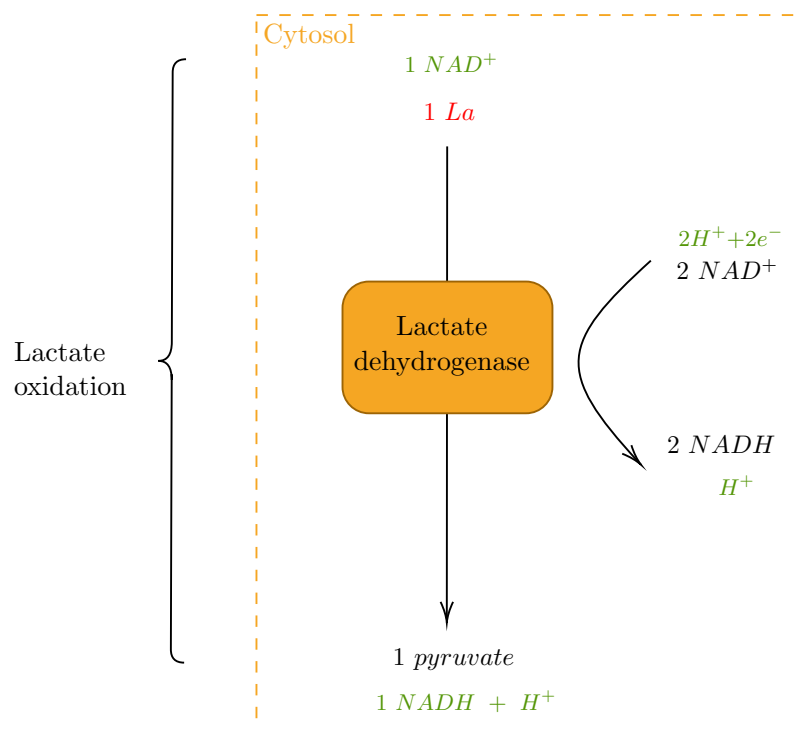 Cytosol
1 NAD⁺
1 La
2H⁺+2e⁻
2 NAD⁺
Lactate
dehydrogenase
Lactate
oxidation
2 NADH
H⁺
1 pyruvate
1 NADH + H⁺